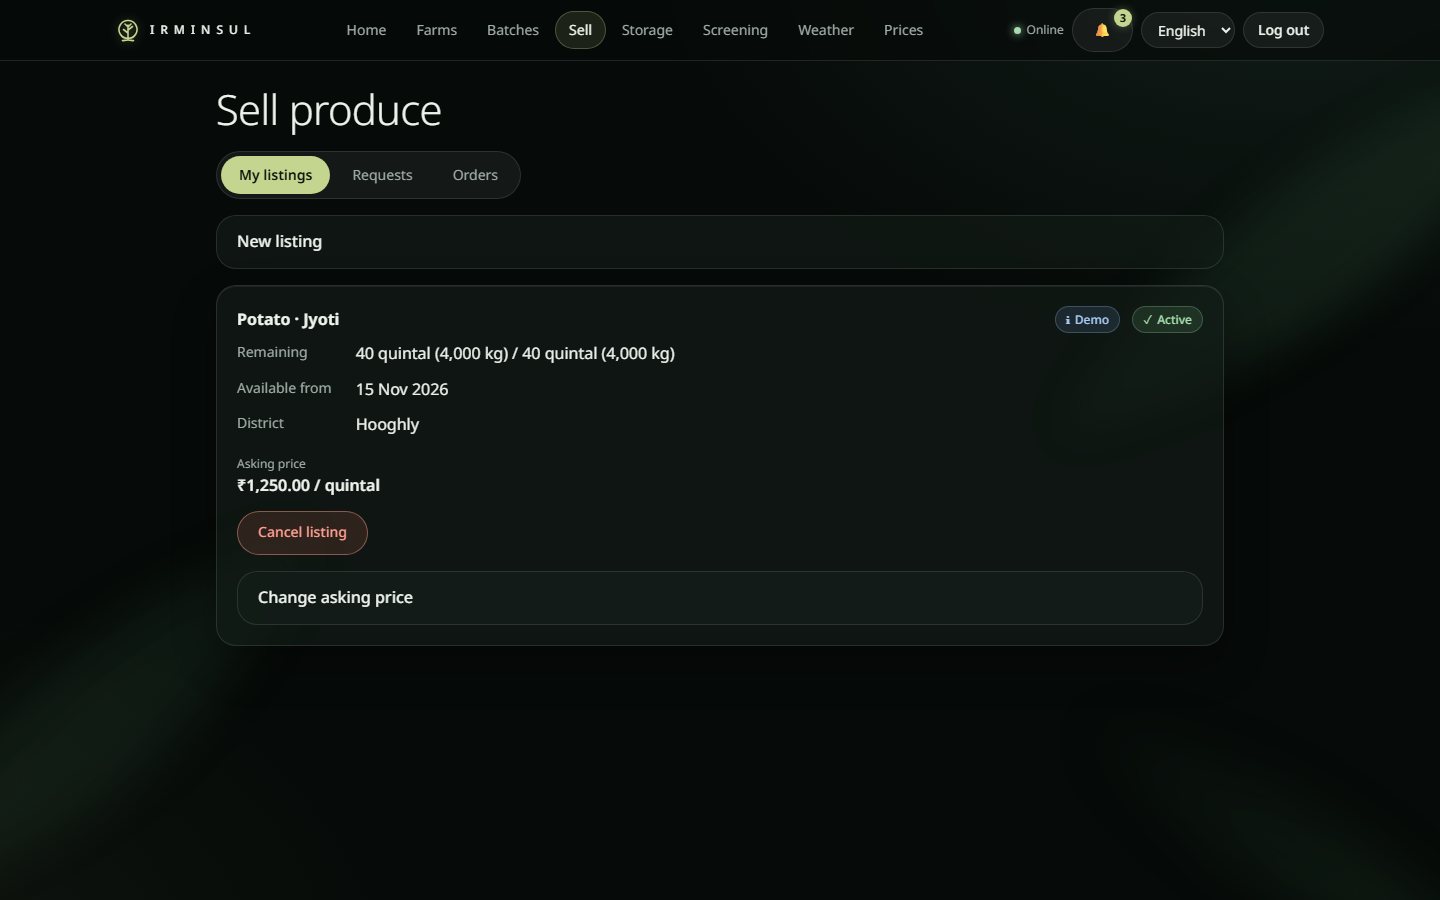 IRMINSUL
Home Farms Batches Sell Storage Screening Weather Prices
Online 3 English Log out
Sell produce
My listings Requests Orders
New listing
Potato · Jyoti
ℹ Demo ✓ Active
Remaining 40 quintal (4,000 kg) / 40 quintal (4,000 kg)
Available from 15 Nov 2026
District Hooghly
Asking price
₹1,250.00 / quintal
Cancel listing
Change asking price